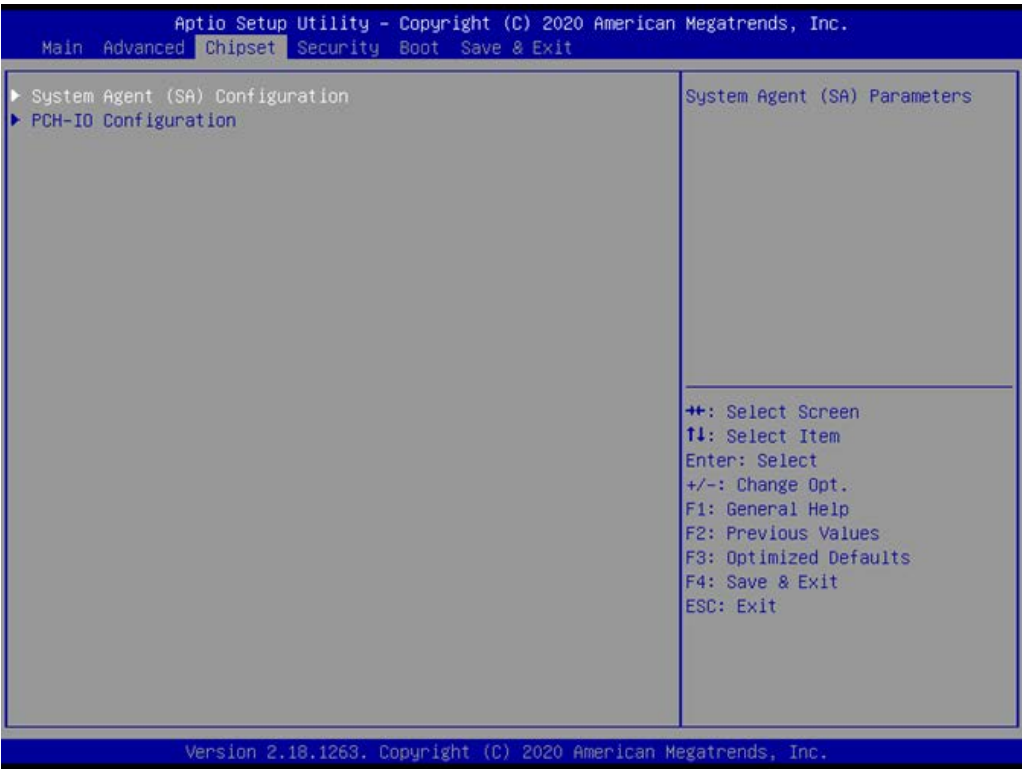 Aptio Setup Utility – Copyright (C) 2020 American Megatrends, Inc.
Main Advanced Chipset Security Boot Save & Exit
▶ System Agent (SA) Configuration
▶ PCH-IO Configuration
System Agent (SA) Parameters
→←: Select Screen
↑↓: Select Item
Enter: Select
+/-: Change Opt.
F1: General Help
F2: Previous Values
F3: Optimized Defaults
F4: Save & Exit
ESC: Exit
Version 2.18.1263. Copyright (C) 2020 American Megatrends, Inc.